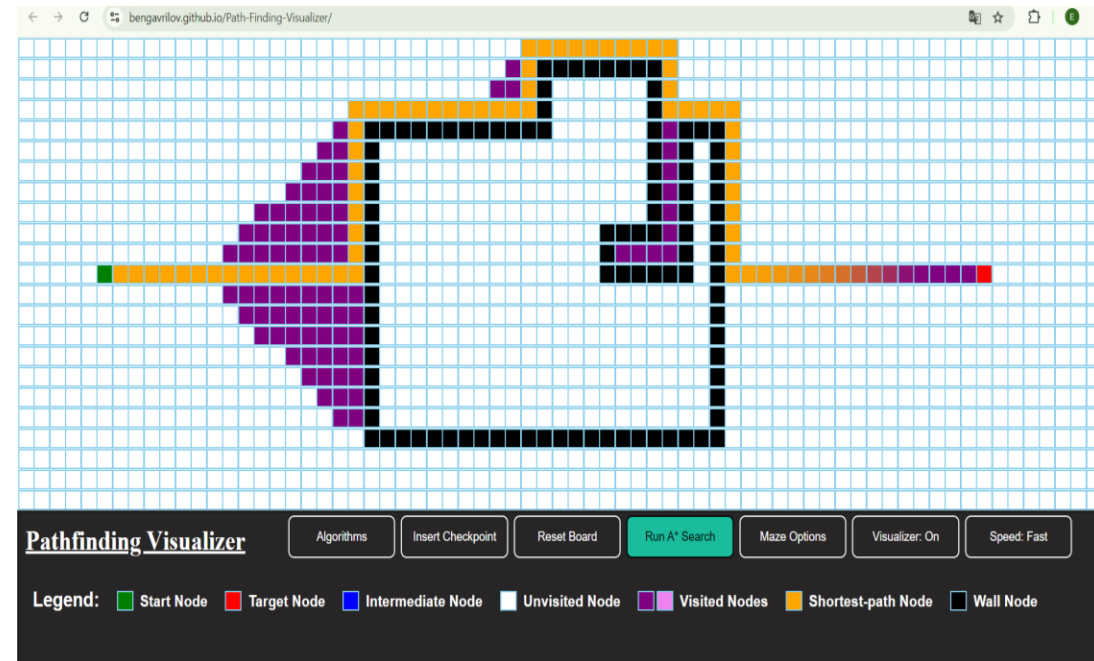 bengavrilov.github.io/Path-Finding-Visualizer/
E
Pathfinding Visualizer
Algorithms
Insert Checkpoint
Reset Board
Run A* Search
Maze Options
Visualizer: On
Speed: Fast
Legend: Start Node Target Node Intermediate Node Unvisited Node Visited Nodes Shortest-path Node Wall Node